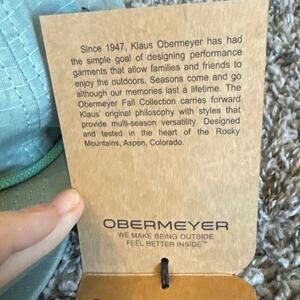 Since 1947, Klaus Obermeyer has had
the simple goal of designing performance
garments that allow families and friends to
enjoy the outdoors. Seasons come and go
although our memories last a lifetime. The
Obermeyer Fall Collection carries forward
Klaus' original philosophy with styles that
provide multi-season versatility. Designed
and tested in the heart of the Rocky
Mountains, Aspen, Colorado.
OBERMEYER
WE MAKE BEING OUTSIDE
FEEL BETTER INSIDE™